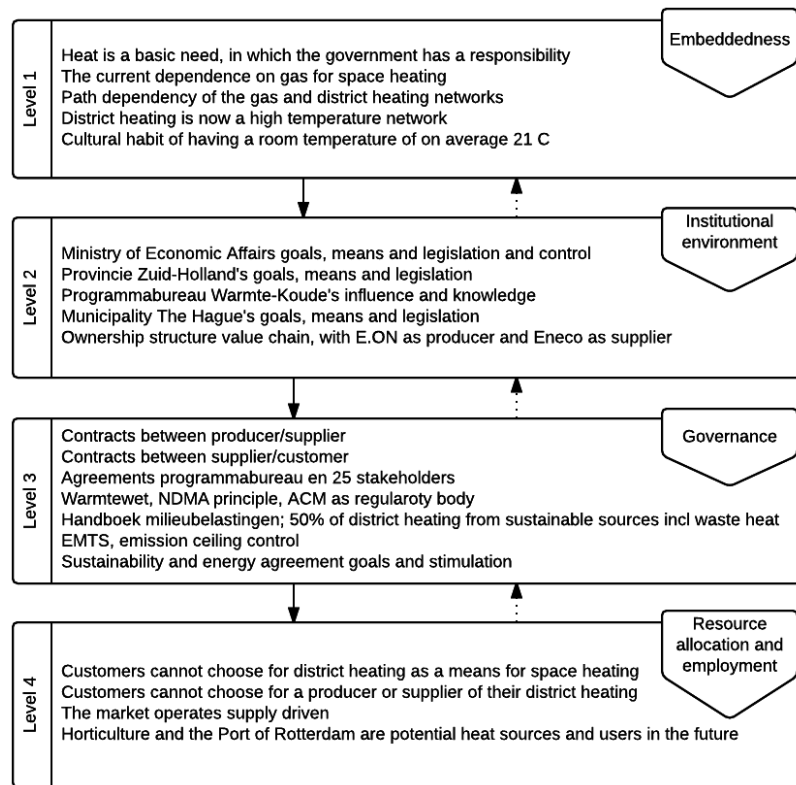 Level 1
Embeddedness
Heat is a basic need, in which the government has a responsibility
The current dependence on gas for space heating
Path dependency of the gas and district heating networks
District heating is now a high temperature network
Cultural habit of having a room temperature of on average 21 C
Level 2
Institutional
environment
Ministry of Economic Affairs goals, means and legislation and control
Provincie Zuid-Holland's goals, means and legislation
Programmabureau Warmte-Koude's influence and knowledge
Municipality The Hague's goals, means and legislation
Ownership structure value chain, with E.ON as producer and Eneco as supplier
Level 3
Governance
Contracts between producer/supplier
Contracts between supplier/customer
Agreements programmabureau en 25 stakeholders
Warmtewet, NDMA principle, ACM as regularoty body
Handboek milieubelastingen; 50% of district heating from sustainable sources incl waste heat
EMTS, emission ceiling control
Sustainability and energy agreement goals and stimulation
Level 4
Resource
allocation and
employment
Customers cannot choose for district heating as a means for space heating
Customers cannot choose for a producer or supplier of their district heating
The market operates supply driven
Horticulture and the Port of Rotterdam are potential heat sources and users in the future